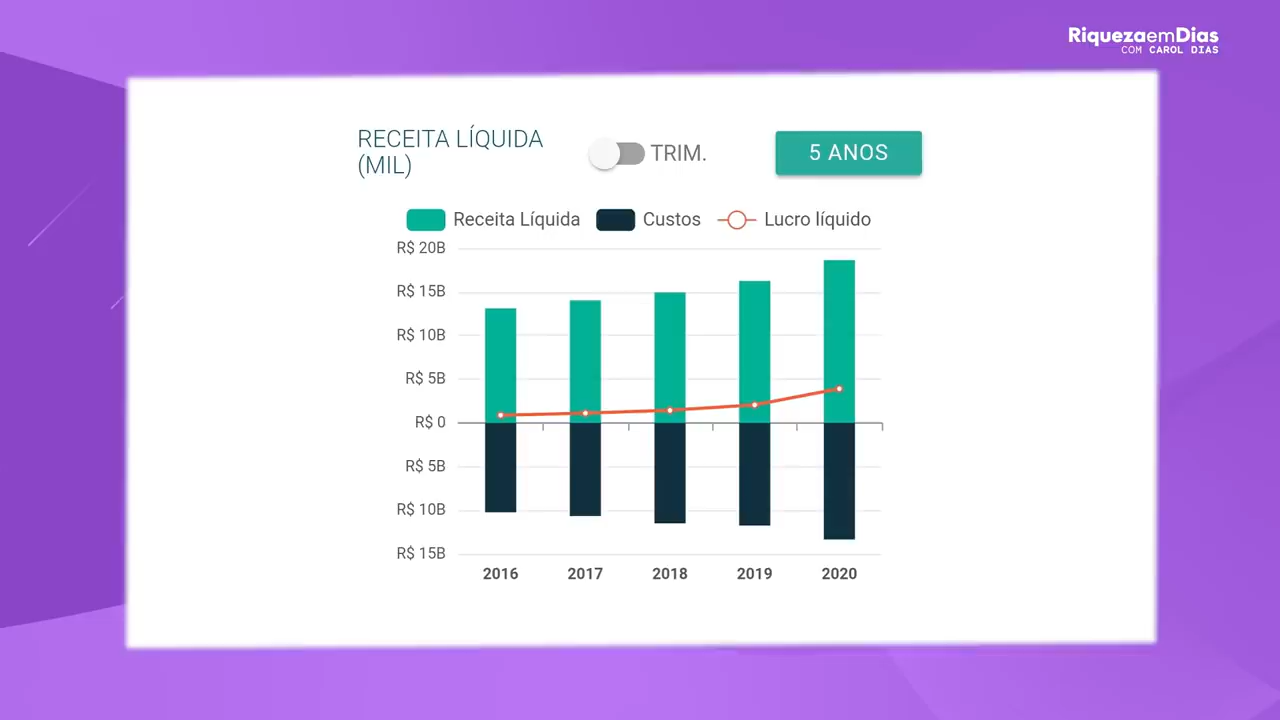 RiquezaemDias
COM CAROL DIAS
RECEITA LÍQUIDA
(MIL)
TRIM.
5 ANOS
Receita Líquida
Custos
Lucro líquido
R$ 20B
R$ 15B
R$ 10B
R$ 5B
R$ 0
R$ 5B
R$ 10B
R$ 15B
2016 2017 2018 2019 2020